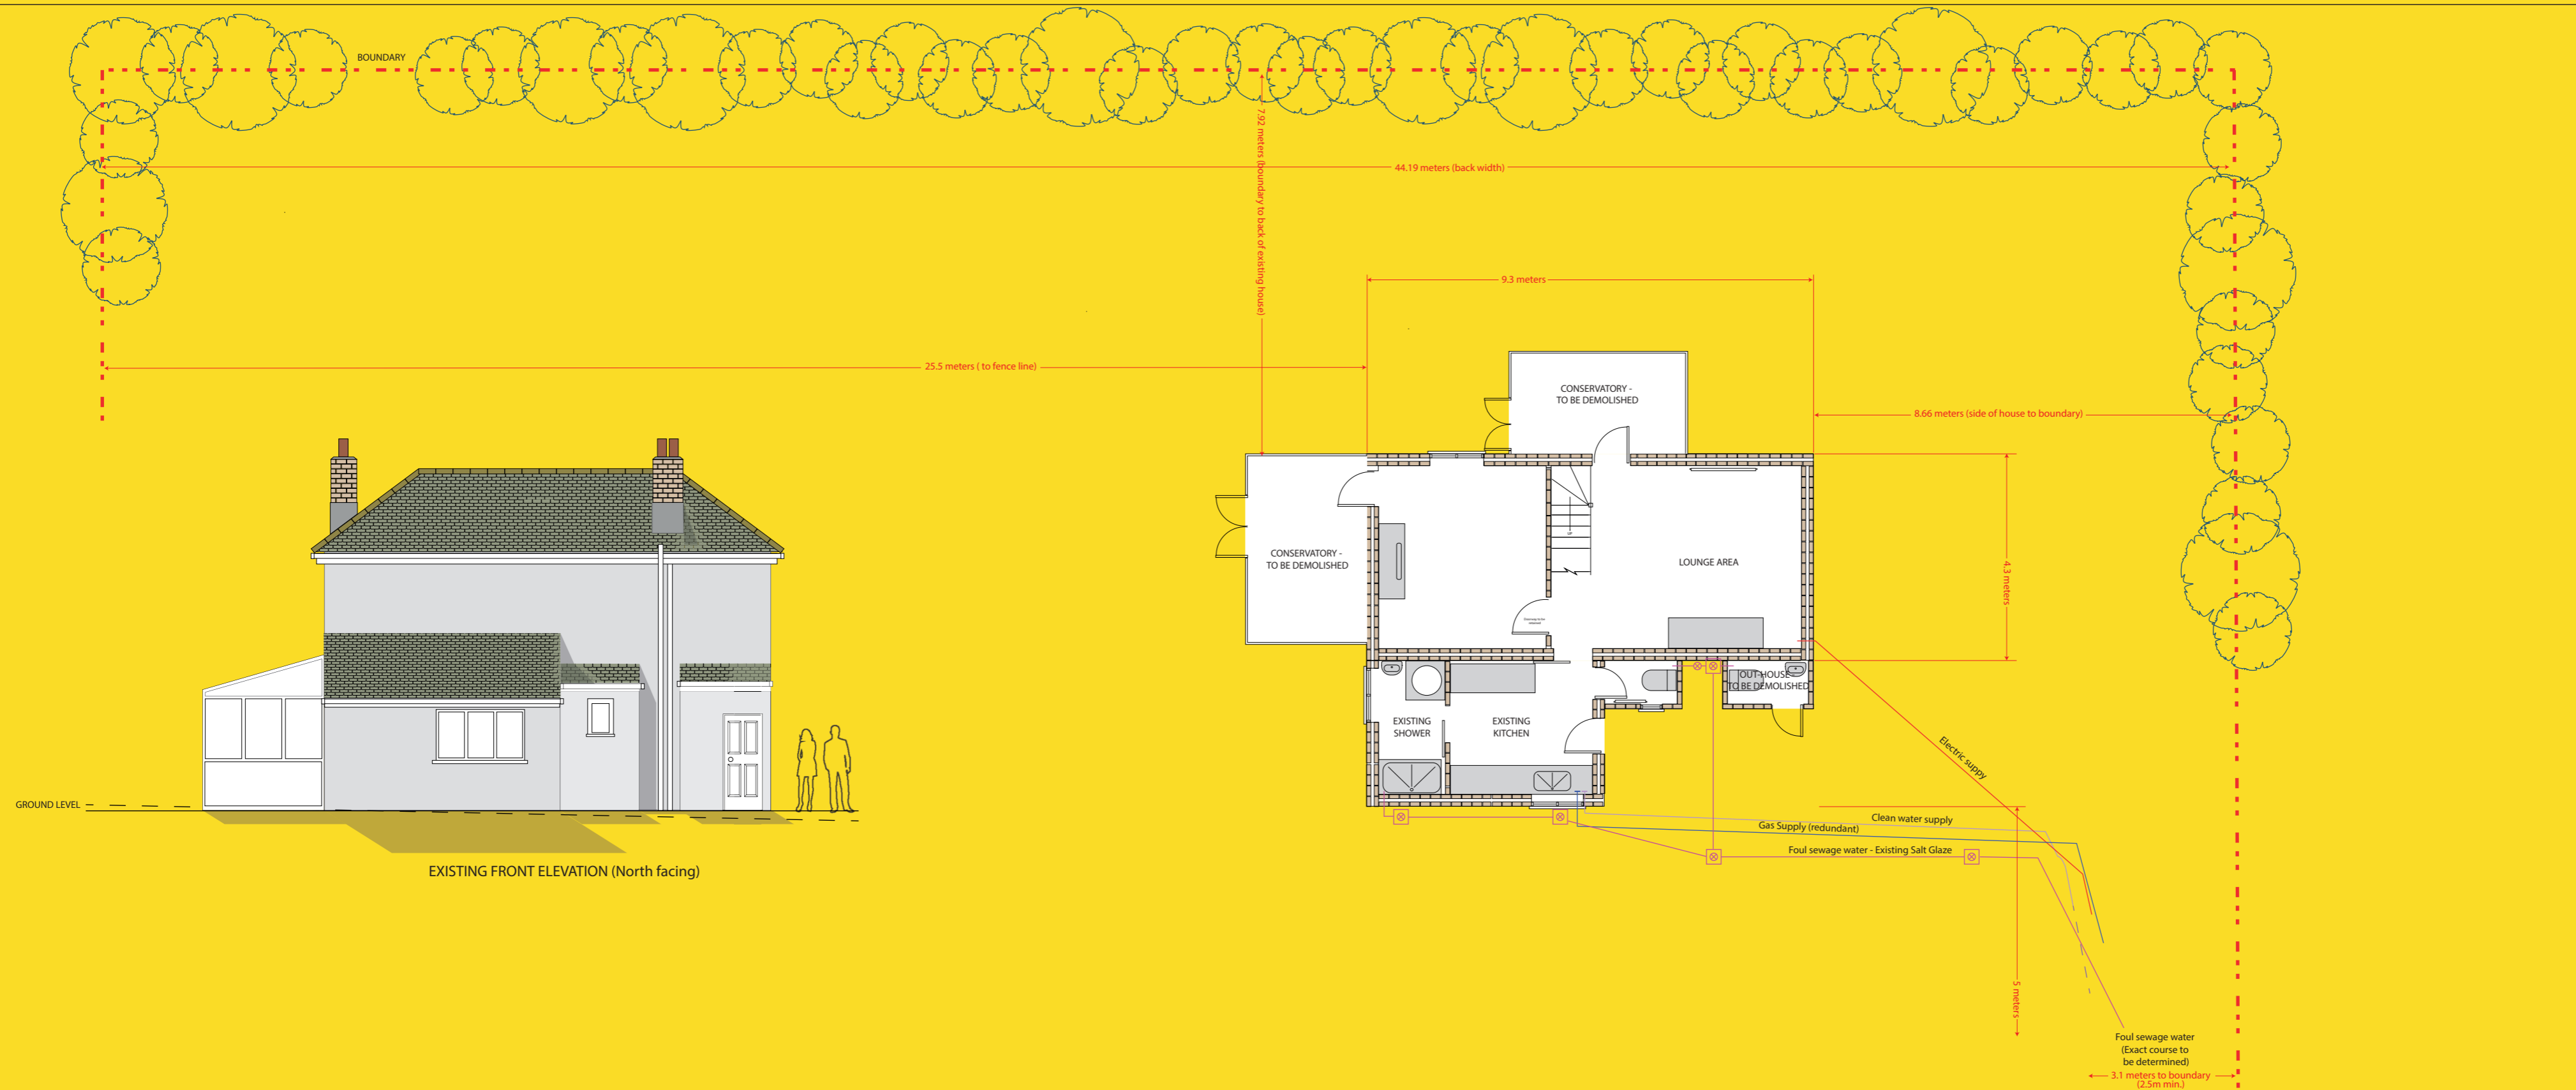 BOUNDARY
7.92 meters (boundary to back of existing house)
44.19 meters (back width)
9.3 meters
25.5 meters ( to fence line)
CONSERVATORY -
TO BE DEMOLISHED
8.66 meters (side of house to boundary)
CONSERVATORY -
TO BE DEMOLISHED
UP
LOUNGE AREA
4.3 meters
OUT-HOUSE -
TO BE DEMOLISHED
EXISTING
SHOWER
EXISTING
KITCHEN
Electric suppy
GROUND LEVEL
Clean water supply
Gas Supply (redundant)
Foul sewage water - Existing Salt Glaze
EXISTING FRONT ELEVATION (North facing)
5 meters
Foul sewage water
(Exact course to
be determined)
3.1 meters to boundary
(2.5m min.)